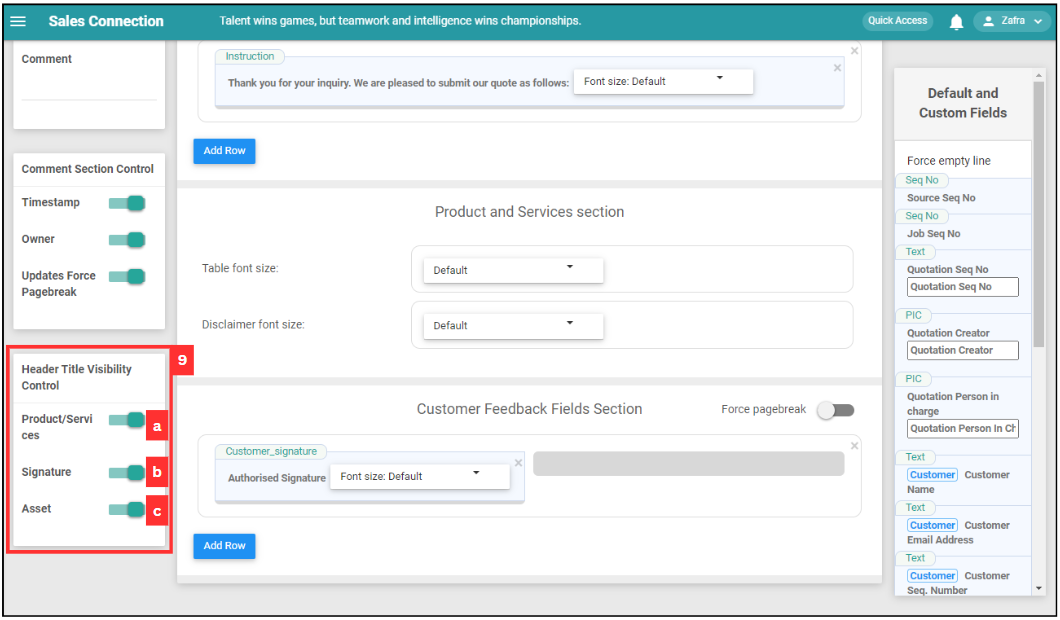 Sales Connection
Talent wins games, but teamwork and intelligence wins championships.
Quick Access
Zafra
Comment
Comment Section Control
Timestamp
Owner
Updates Force
Pagebreak
9
Header Title Visibility
Control
Product/Servi
ces
a
Signature
b
Asset
c
Instruction
Thank you for your inquiry. We are pleased to submit our quote as follows:
Font size: Default
Add Row
Product and Services section
Table font size:
Default
Disclaimer font size:
Default
Customer Feedback Fields Section
Force pagebreak
Customer_signature
Authorised Signature
Font size: Default
Add Row
Default and
Custom Fields
Force empty line
Seq No
Source Seq No
Seq No
Job Seq No
Text
Quotation Seq No
Quotation Seq No
PIC
Quotation Creator
Quotation Creator
PIC
Quotation Person in
charge
Quotation Person In Ch
Text
Customer Customer
Name
Text
Customer Customer
Email Address
Text
Customer Customer
Seq. Number